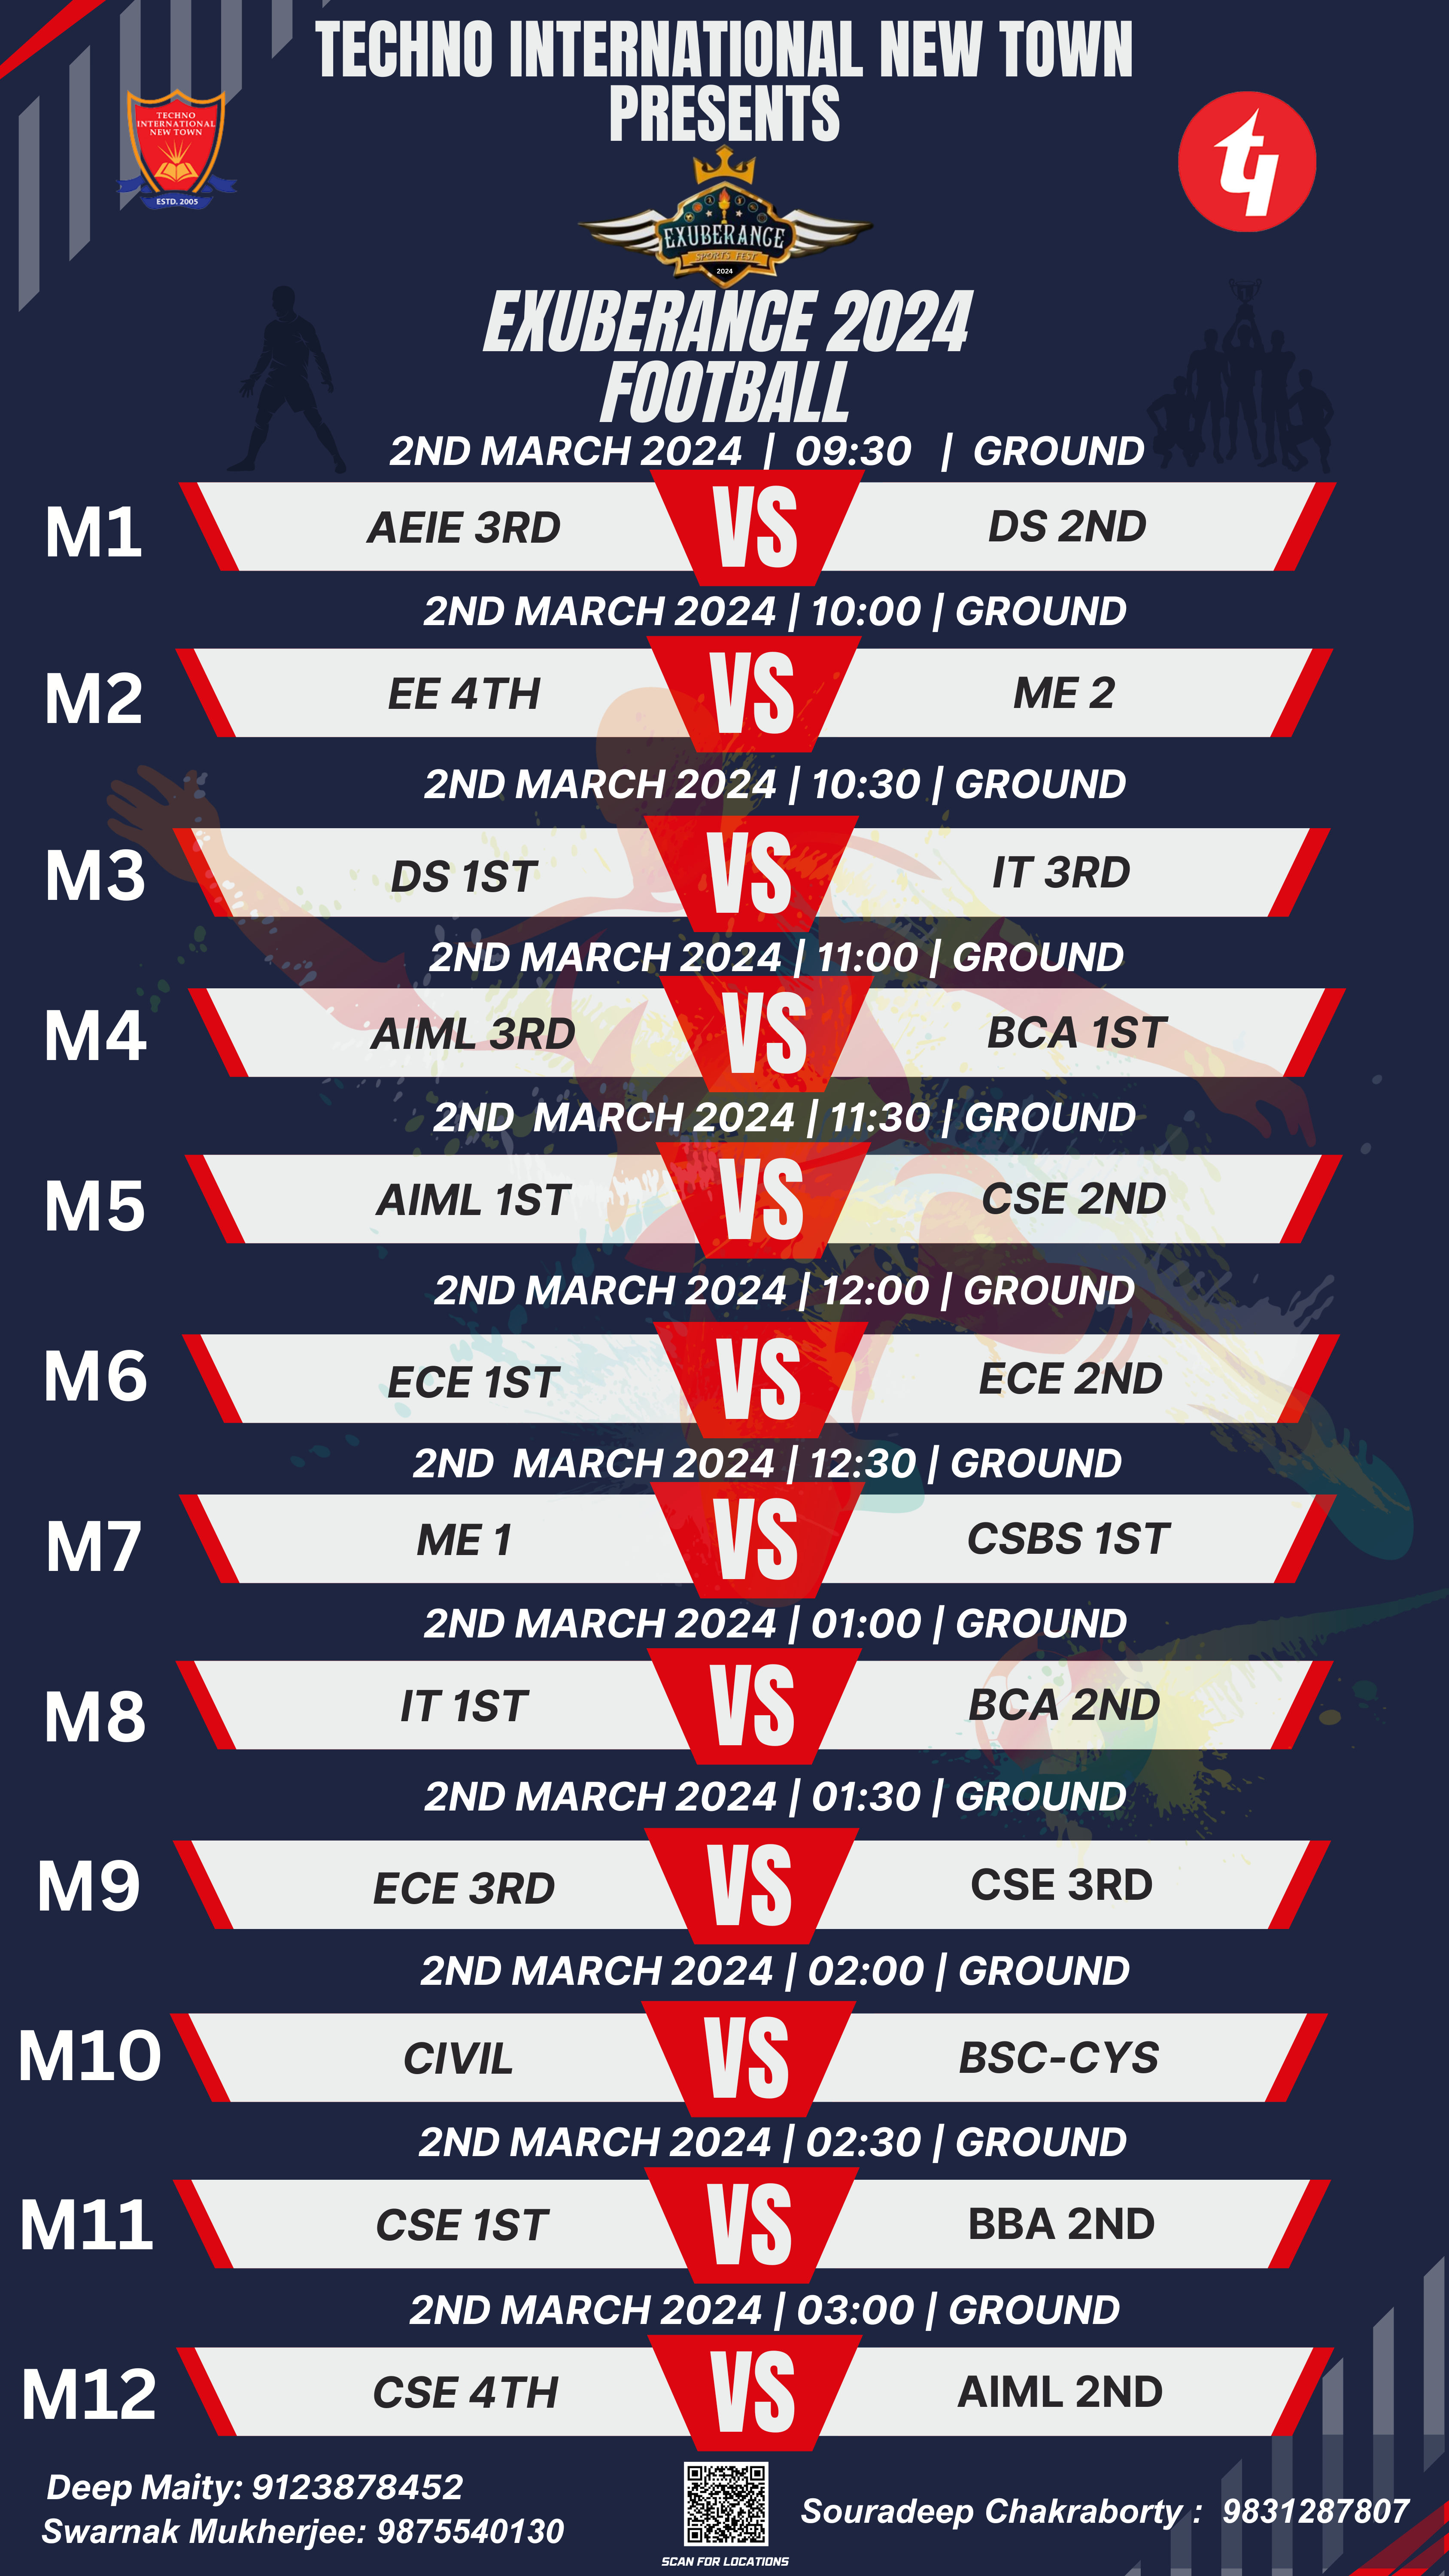 TECHNO INTERNATIONAL NEW TOWN
PRESENTS
TECHNO
INTERNATIONAL
NEW TOWN
ESTD. 2005
EXUBERANCE
SPORTS FEST
2024
EXUBERANCE 2024
FOOTBALL
2ND MARCH 2024 | 09:30 | GROUND
M1 AEIE 3RD VS DS 2ND
2ND MARCH 2024 | 10:00 | GROUND
M2 EE 4TH VS ME 2
2ND MARCH 2024 | 10:30 | GROUND
M3 DS 1ST VS IT 3RD
2ND MARCH 2024 | 11:00 | GROUND
M4 AIML 3RD VS BCA 1ST
2ND MARCH 2024 | 11:30 | GROUND
M5 AIML 1ST VS CSE 2ND
2ND MARCH 2024 | 12:00 | GROUND
M6 ECE 1ST VS ECE 2ND
2ND MARCH 2024 | 12:30 | GROUND
M7 ME 1 VS CSBS 1ST
2ND MARCH 2024 | 01:00 | GROUND
M8 IT 1ST VS BCA 2ND
2ND MARCH 2024 | 01:30 | GROUND
M9 ECE 3RD VS CSE 3RD
2ND MARCH 2024 | 02:00 | GROUND
M10 CIVIL VS BSC-CYS
2ND MARCH 2024 | 02:30 | GROUND
M11 CSE 1ST VS BBA 2ND
2ND MARCH 2024 | 03:00 | GROUND
M12 CSE 4TH VS AIML 2ND
Deep Maity: 9123878452
Swarnak Mukherjee: 9875540130
Souradeep Chakraborty : 9831287807
SCAN FOR LOCATIONS